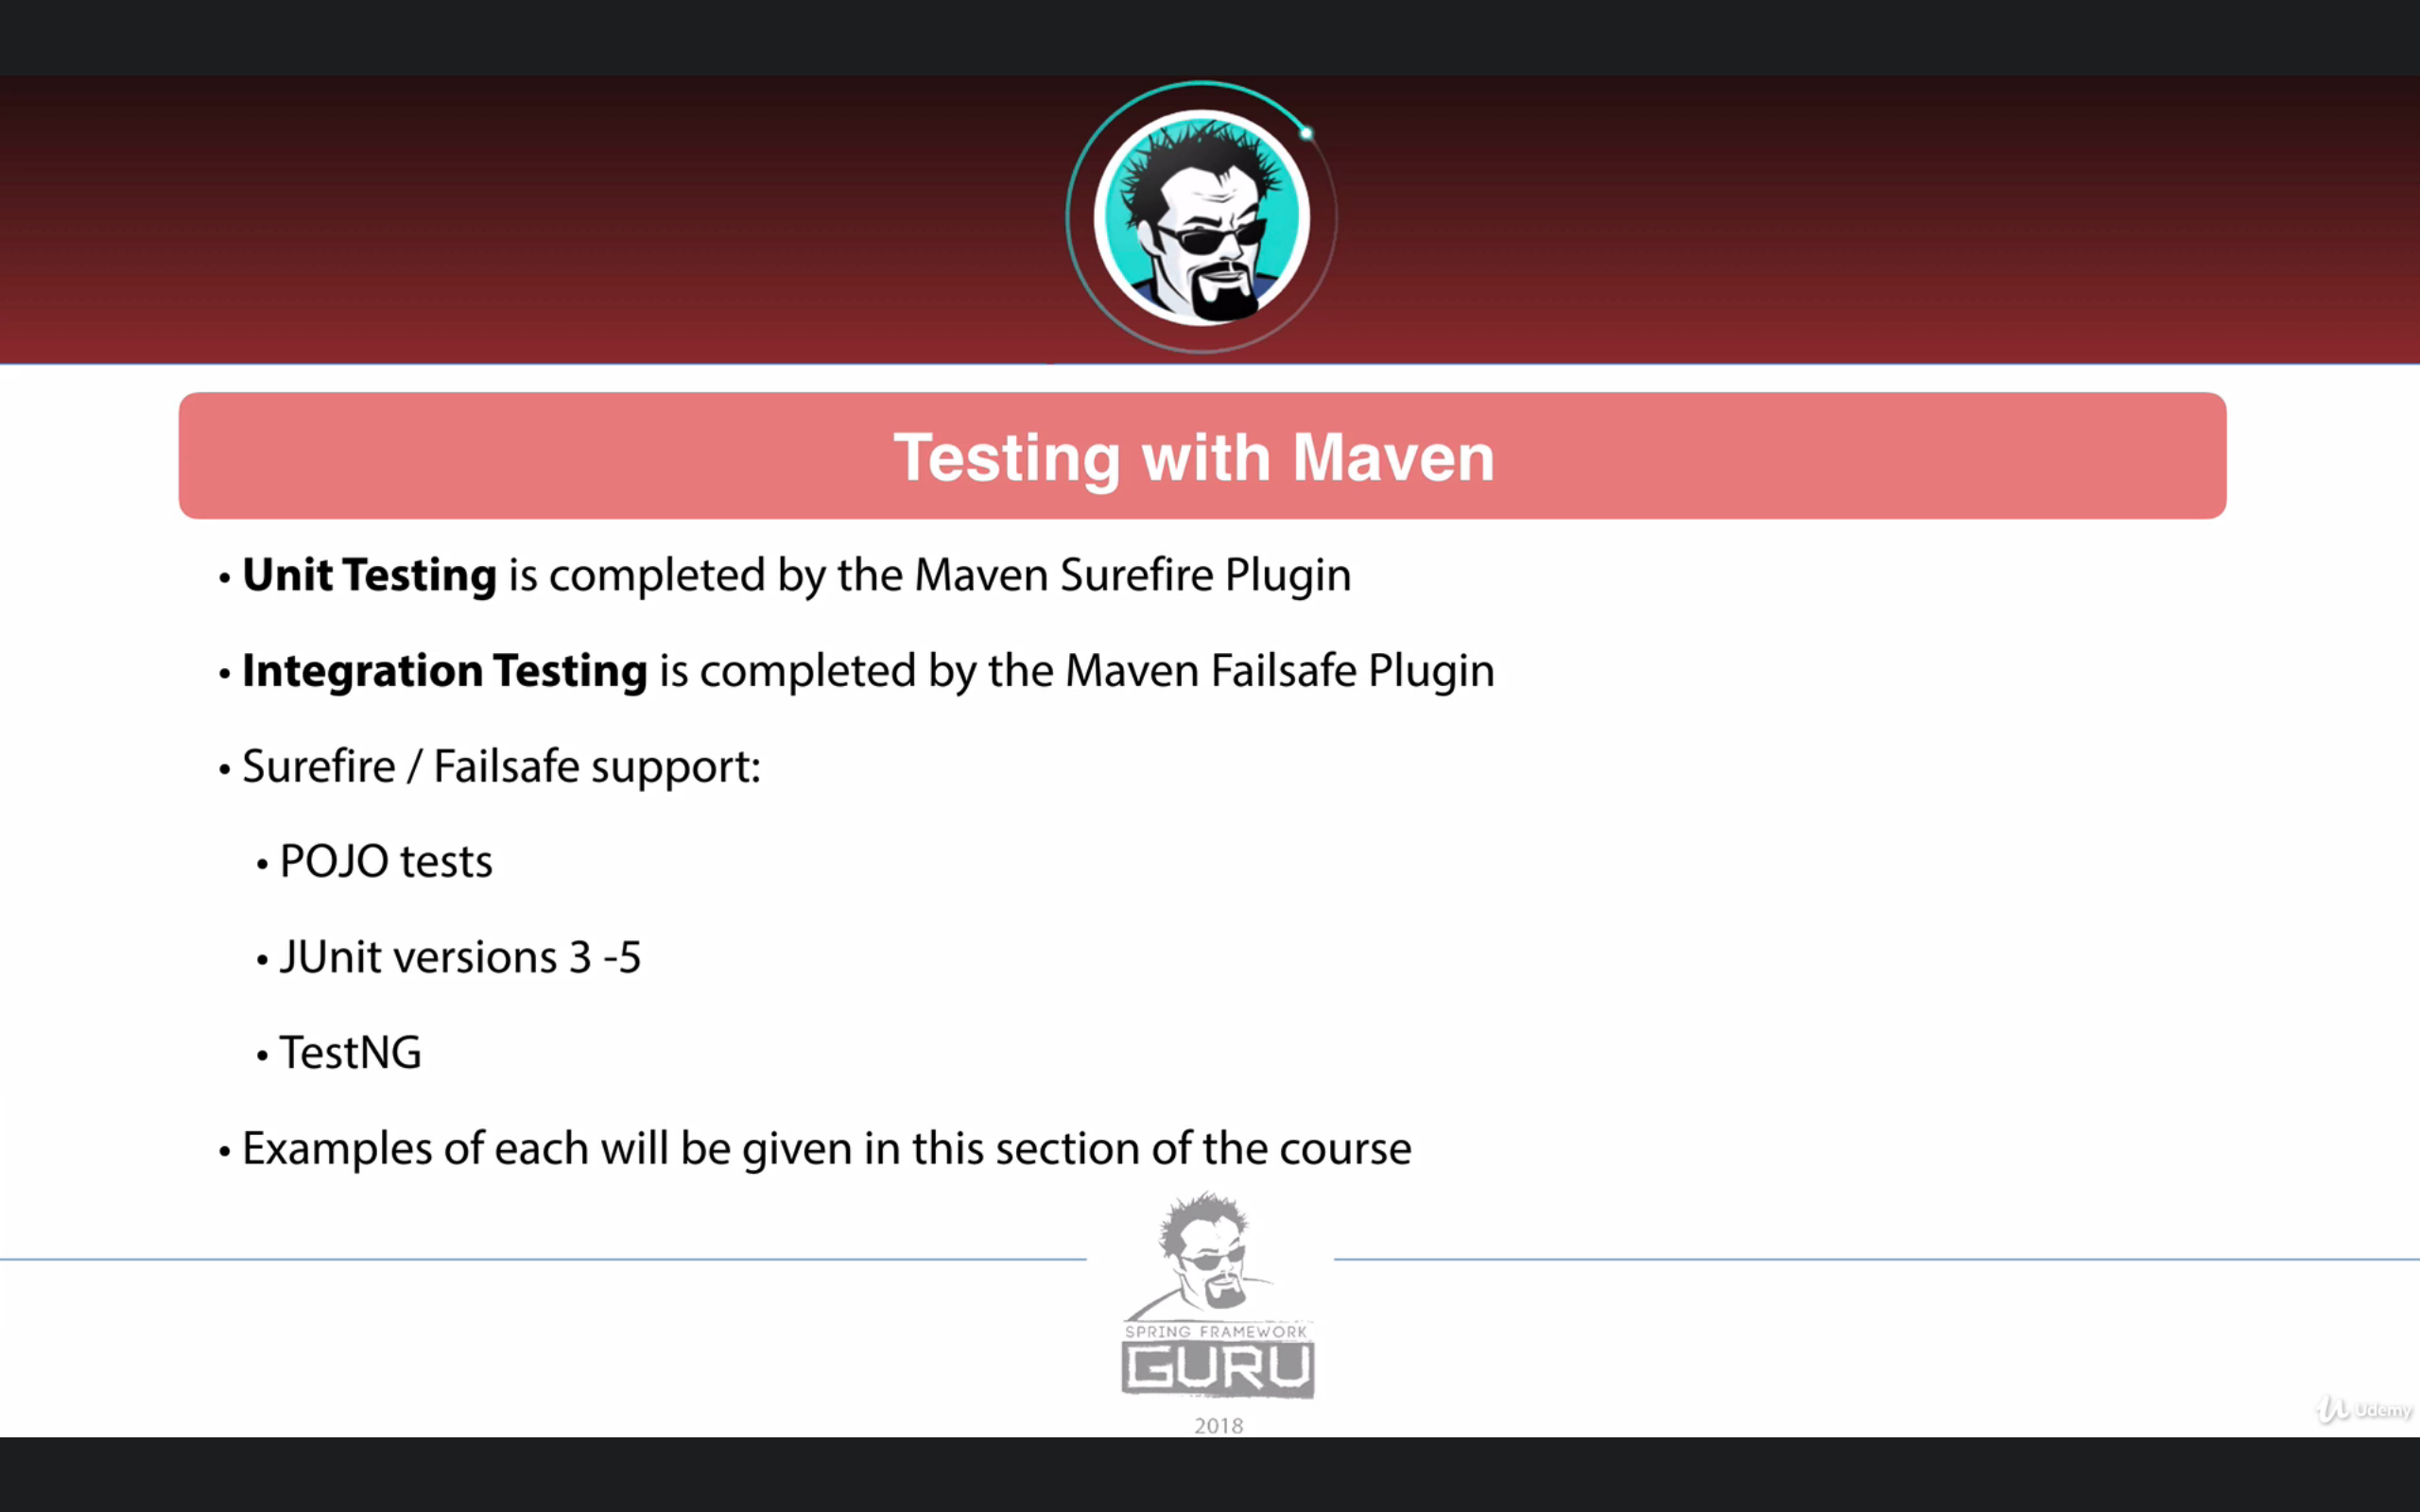 Testing with Maven
• Unit Testing is completed by the Maven Surefire Plugin
• Integration Testing is completed by the Maven Failsafe Plugin
• Surefire / Failsafe support:
• POJO tests
• JUnit versions 3 -5
• TestNG
• Examples of each will be given in this section of the course
SPRING FRAMEWORK
GURU
2018
Udemy